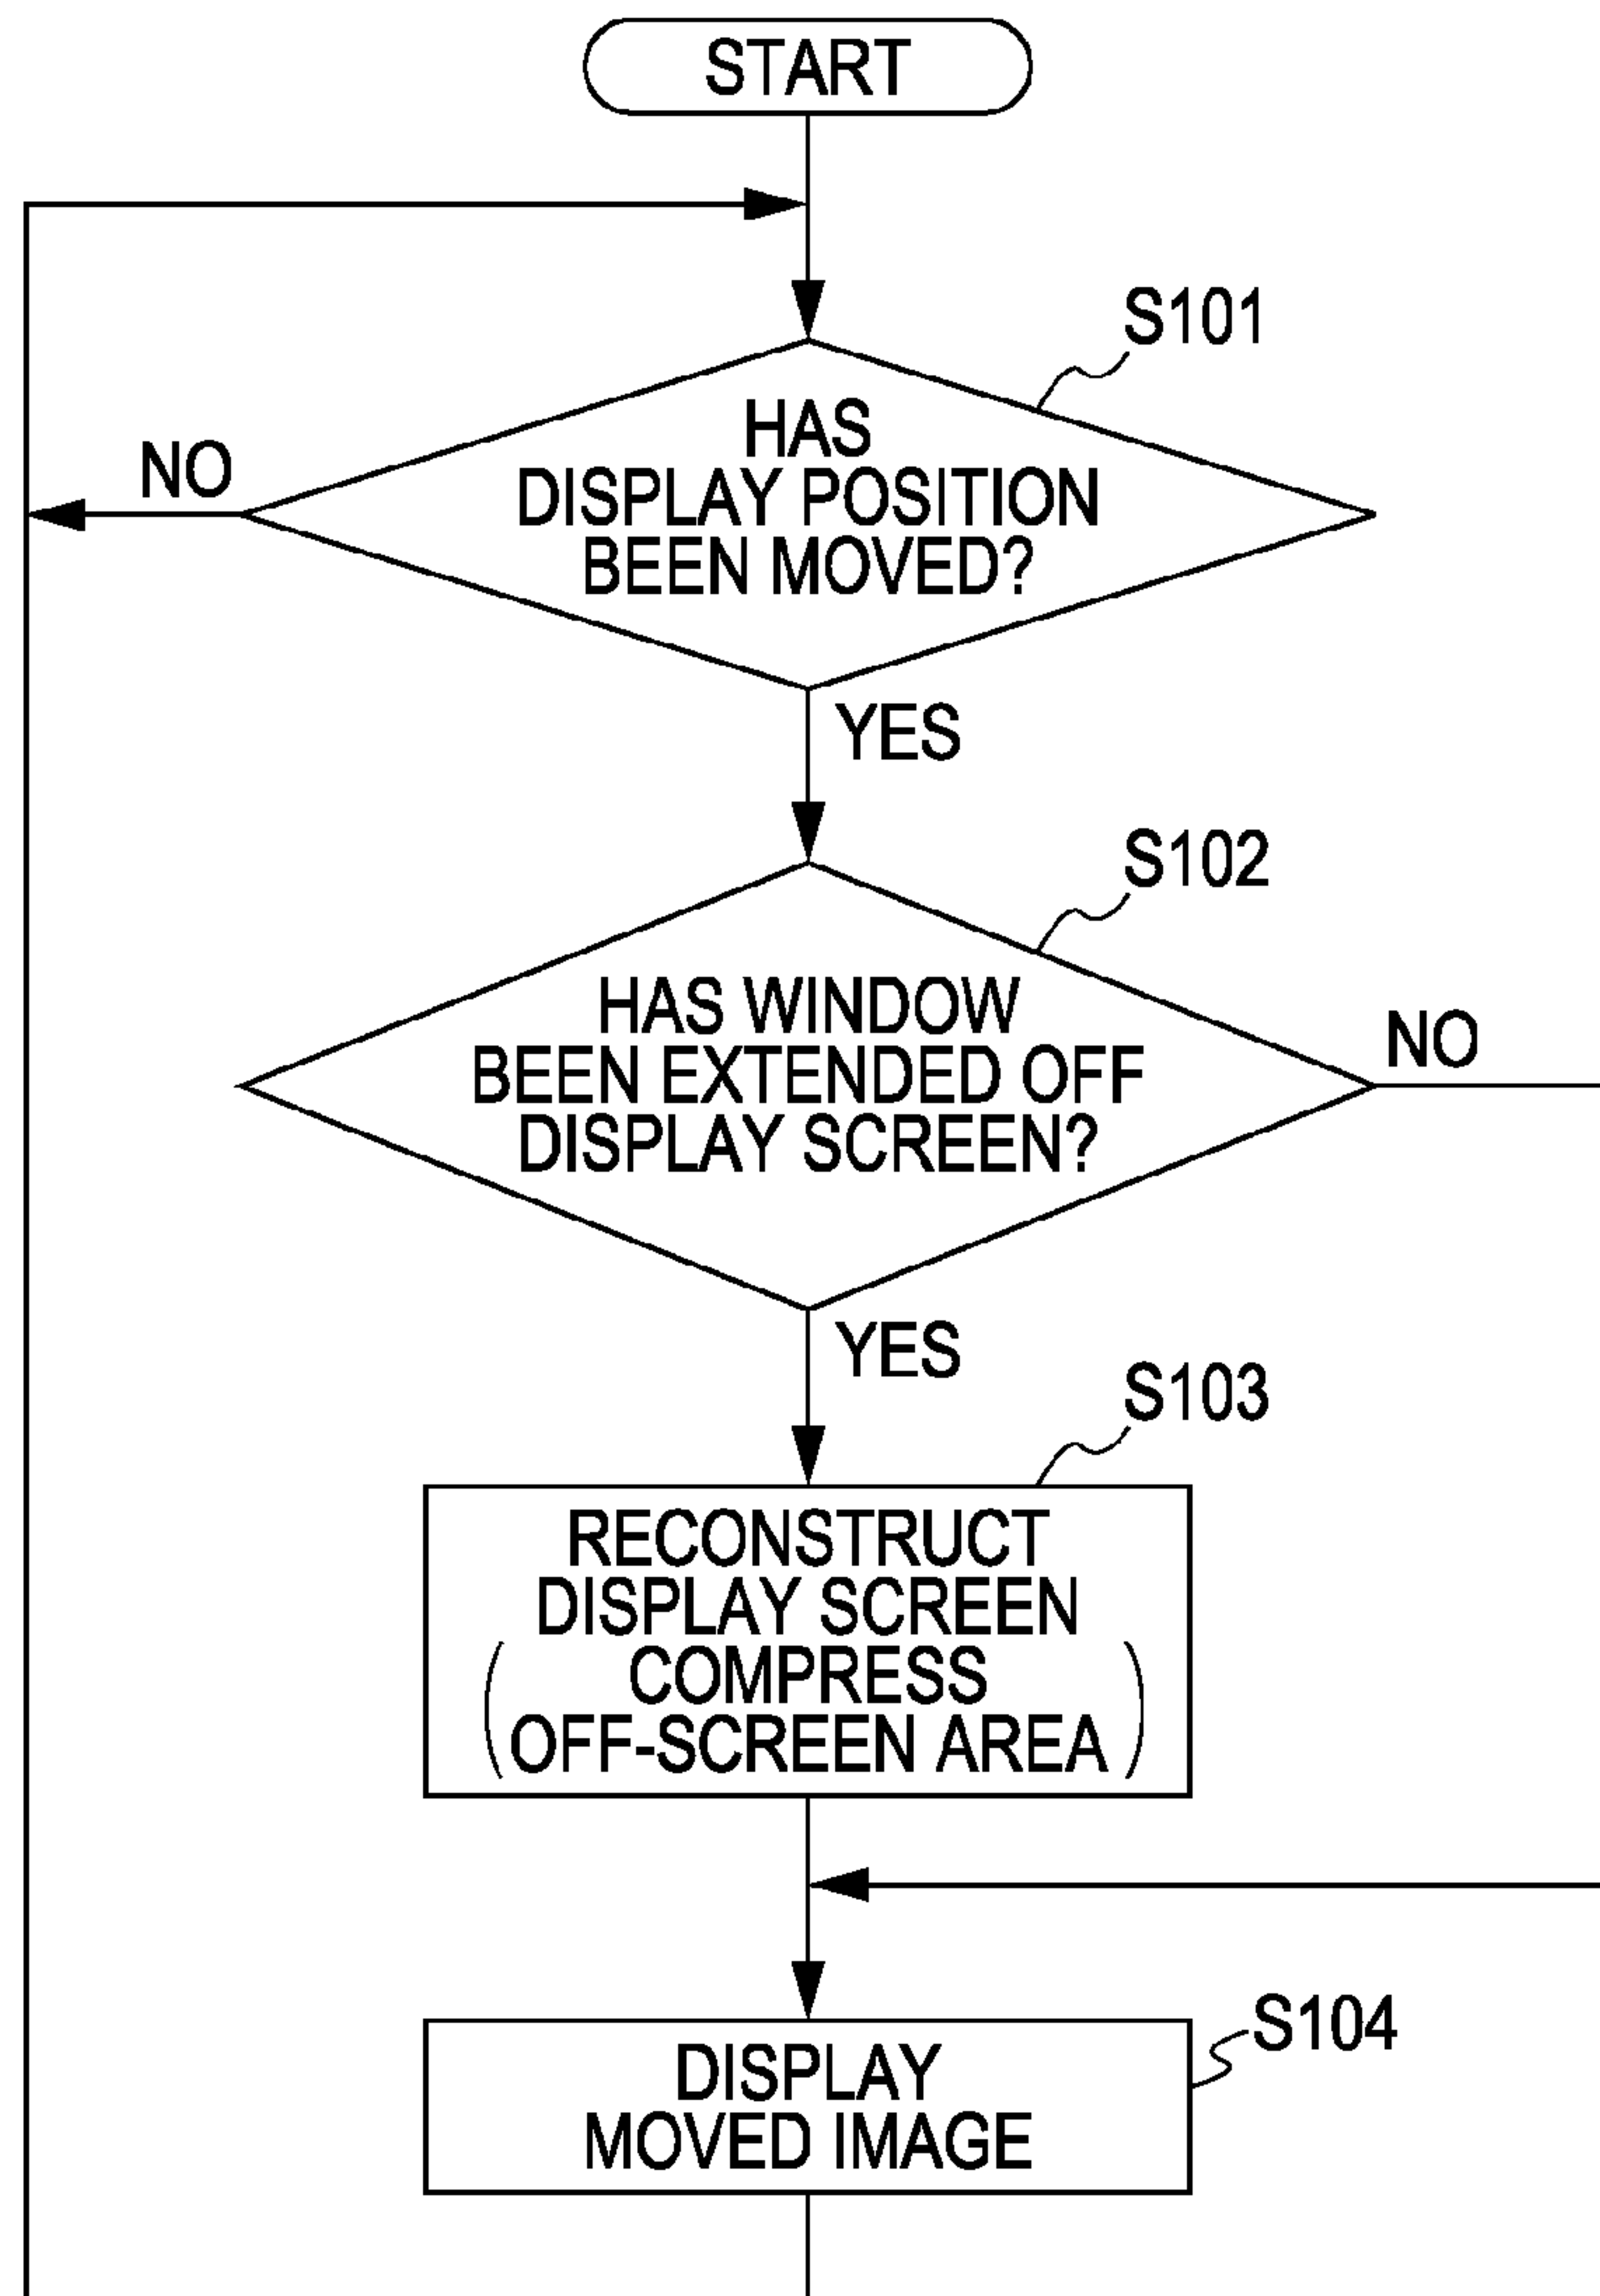 START
S101
HAS
DISPLAY POSITION
BEEN MOVED?
NO
YES
S102
HAS WINDOW
BEEN EXTENDED OFF
DISPLAY SCREEN?
NO
YES
S103
RECONSTRUCT
DISPLAY SCREEN
(COMPRESS
OFF-SCREEN AREA)
S104
DISPLAY
MOVED IMAGE